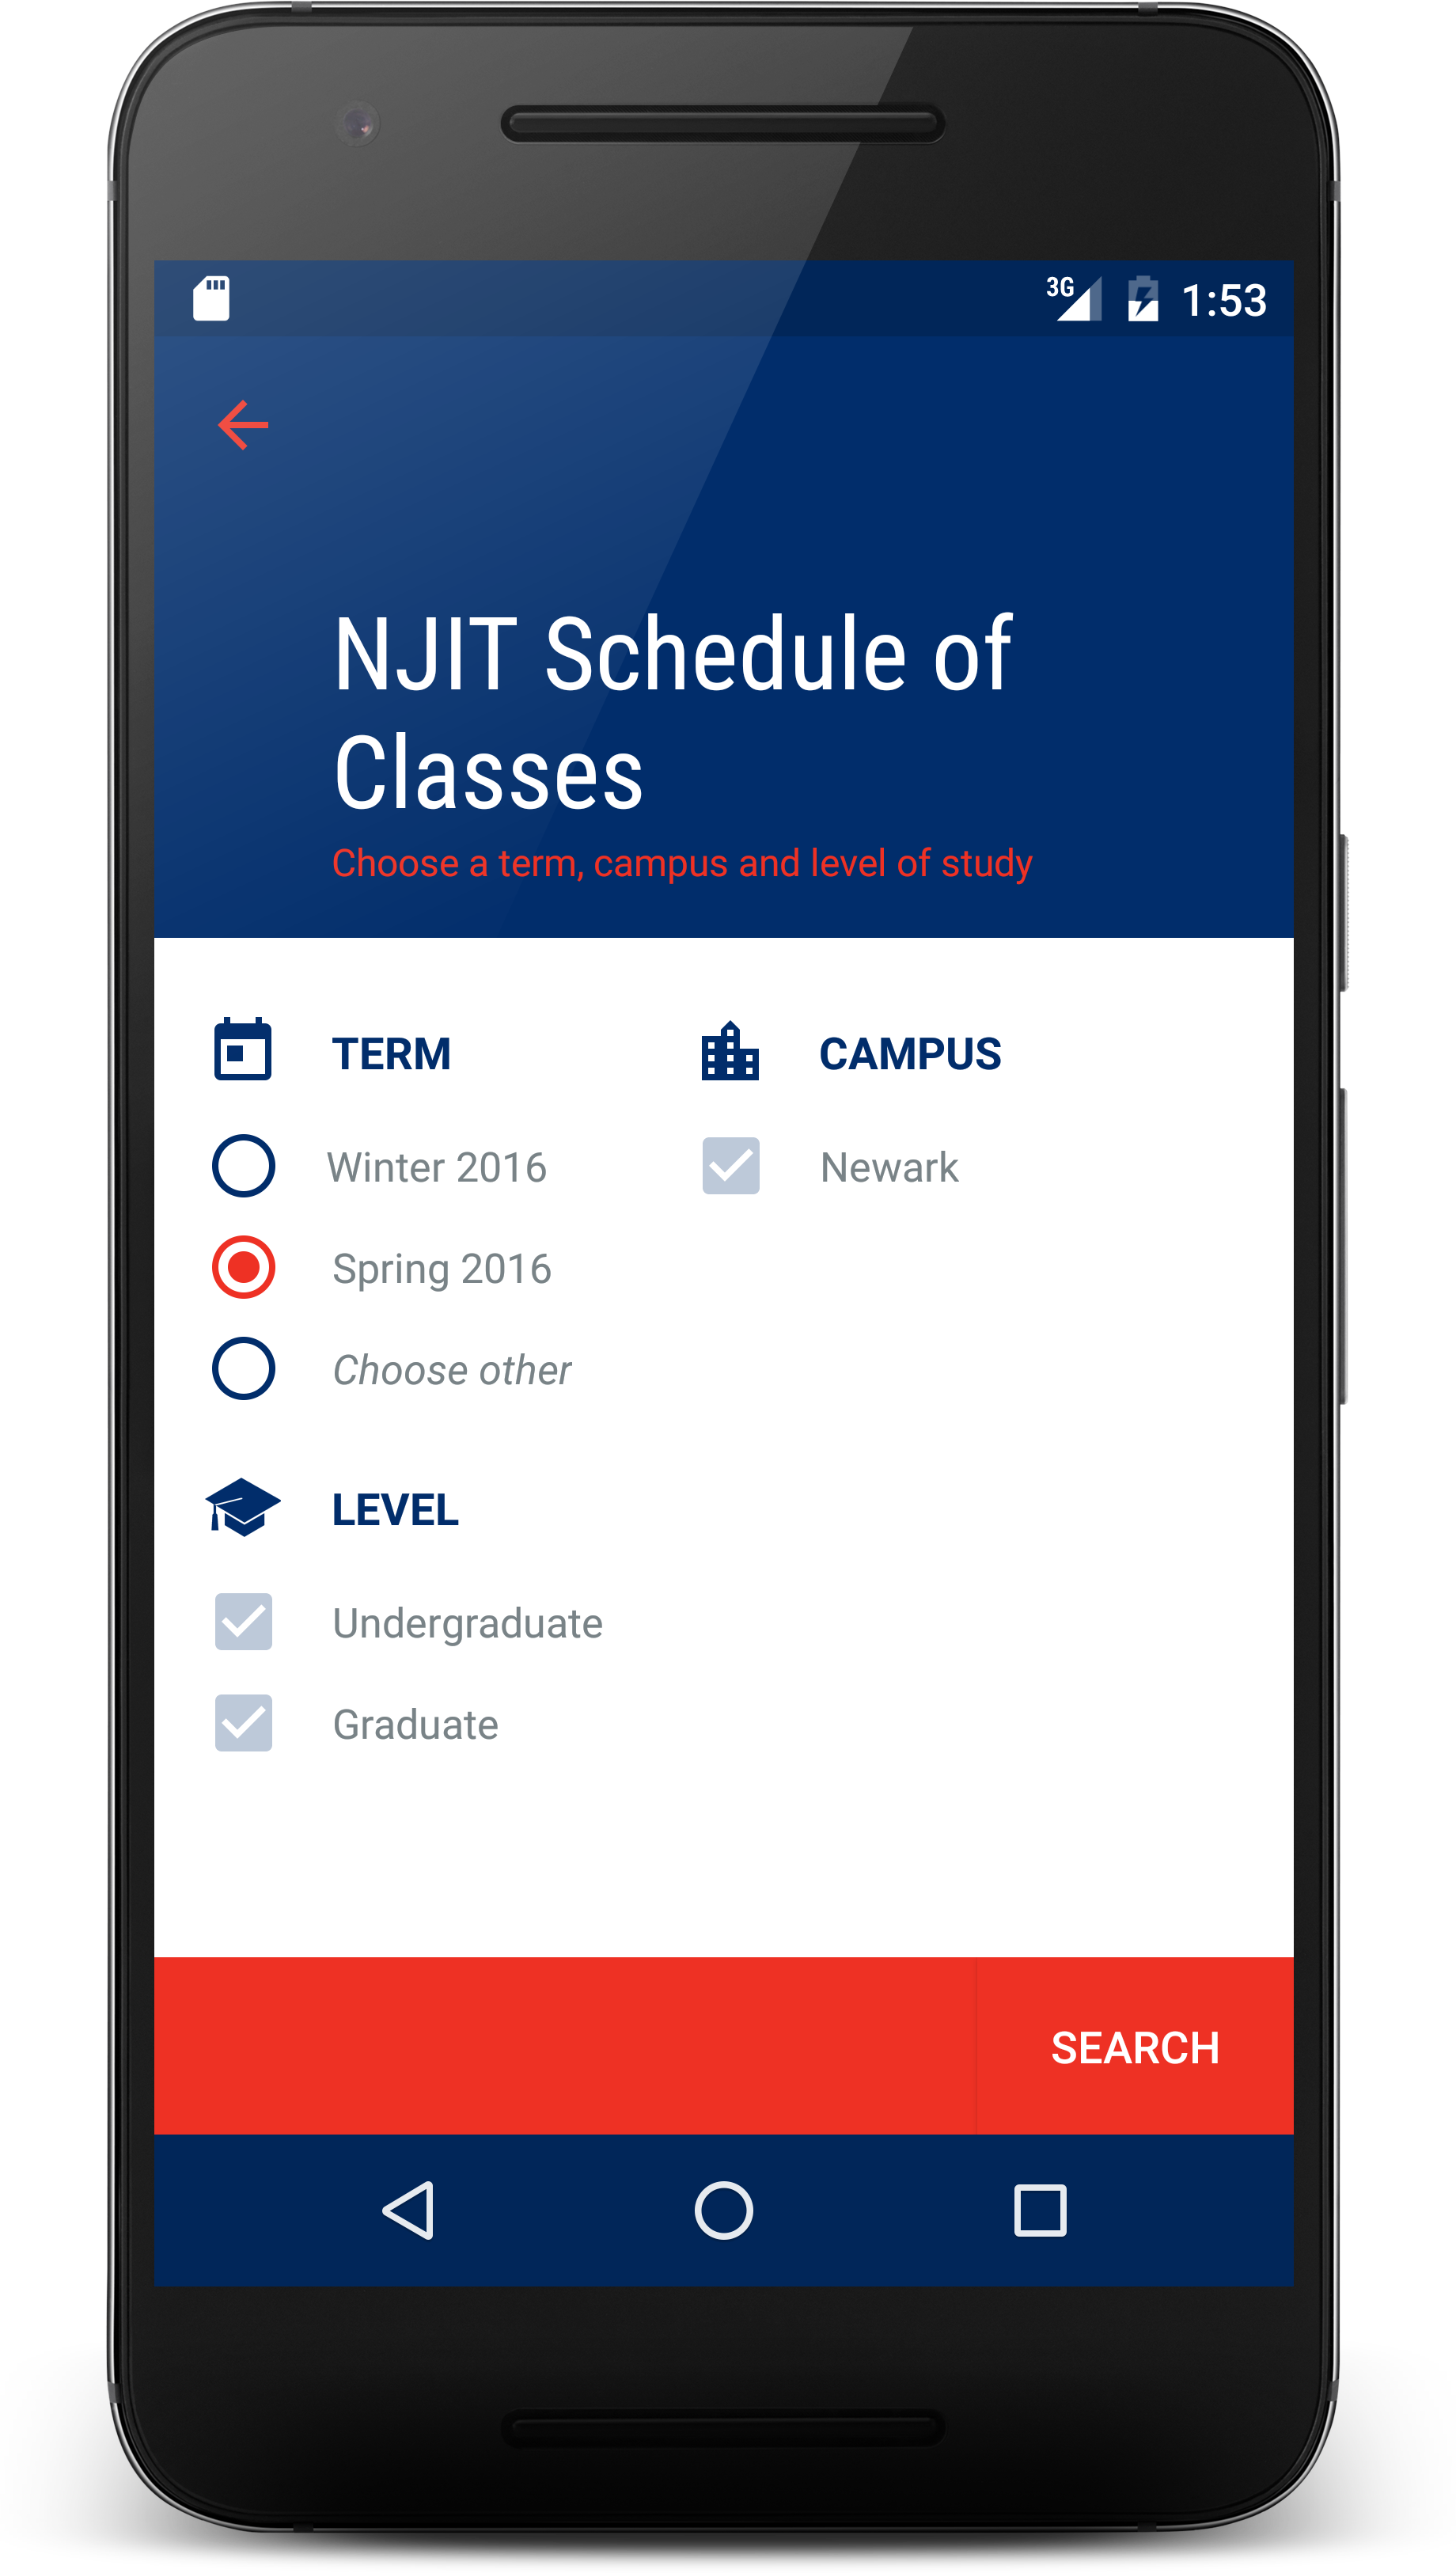 3G 1:53
NJIT Schedule of
Classes
Choose a term, campus and level of study
TERM
Winter 2016
Spring 2016
Choose other
CAMPUS
Newark
LEVEL
Undergraduate
Graduate
SEARCH